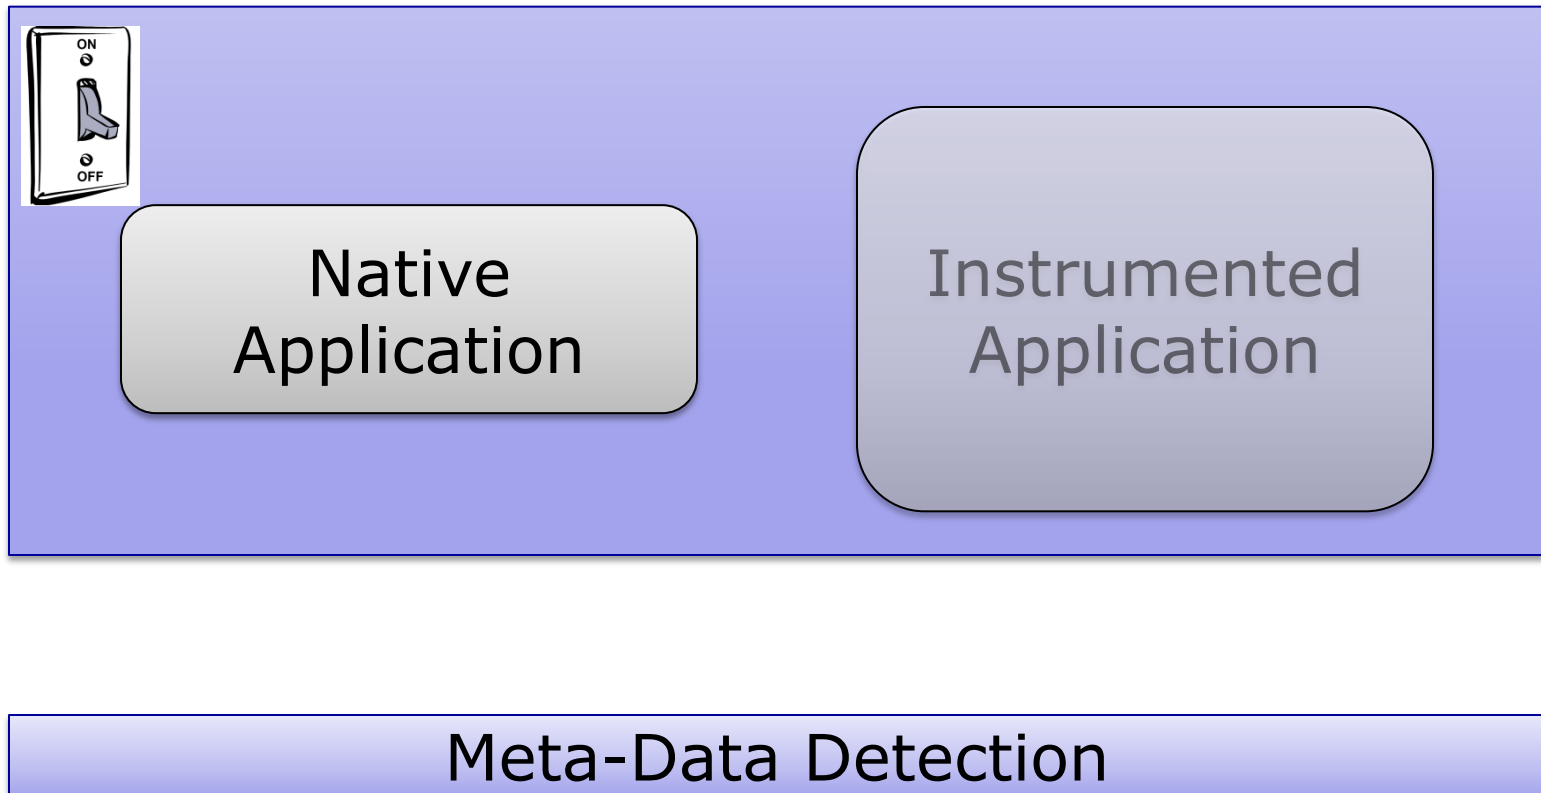 ON
OFF
Native
Application
Instrumented
Application
Meta-Data Detection